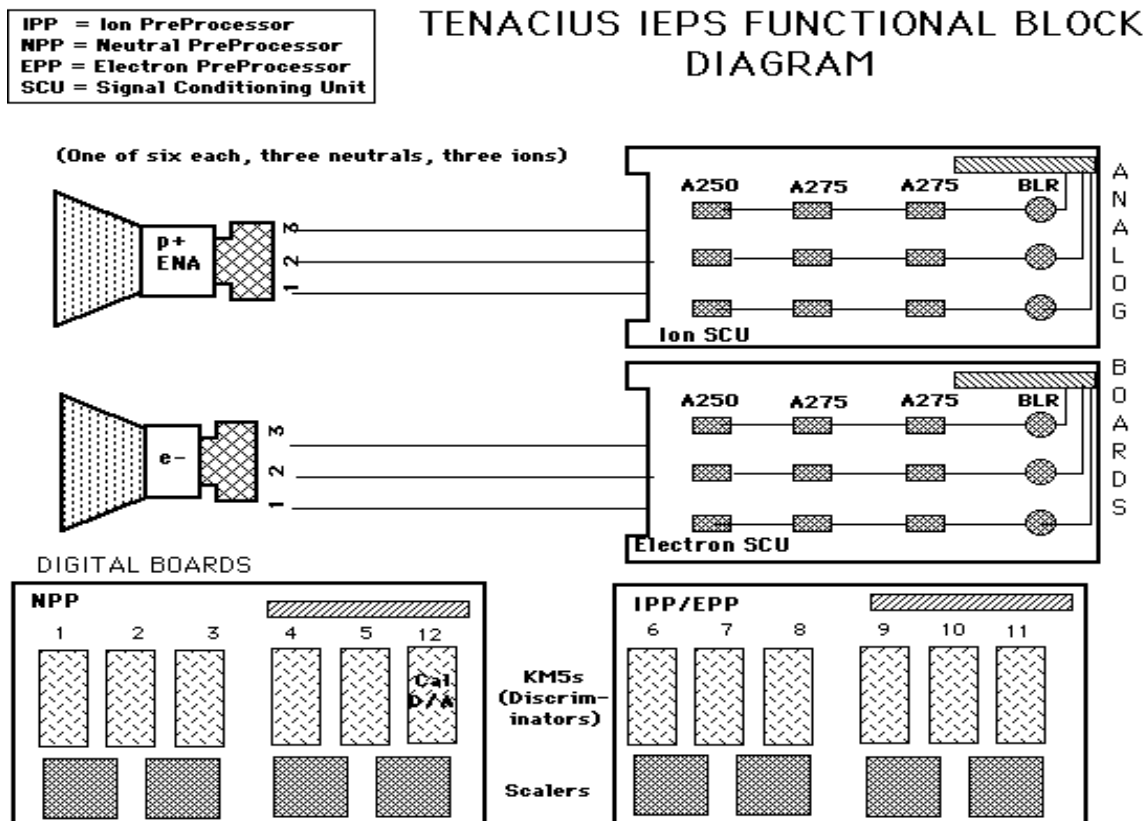 IPP = Ion PreProcessor
NPP = Neutral PreProcessor
EPP = Electron PreProcessor
SCU = Signal Conditioning Unit
TENACIUS IEPS FUNCTIONAL BLOCK
DIAGRAM
(One of six each, three neutrals, three ions)
p+
ENA
3
2
1
A250 A275 A275 BLR
Ion SCU
ANALOG
BOARDS
e-
3
2
1
A250 A275 A275 BLR
Electron SCU
DIGITAL BOARDS
NPP
1 2 3 4 5 12
Cal
D/A
KM5s
(Discrim-
inators)
Scalers
IPP/EPP
6 7 8 9 10 11